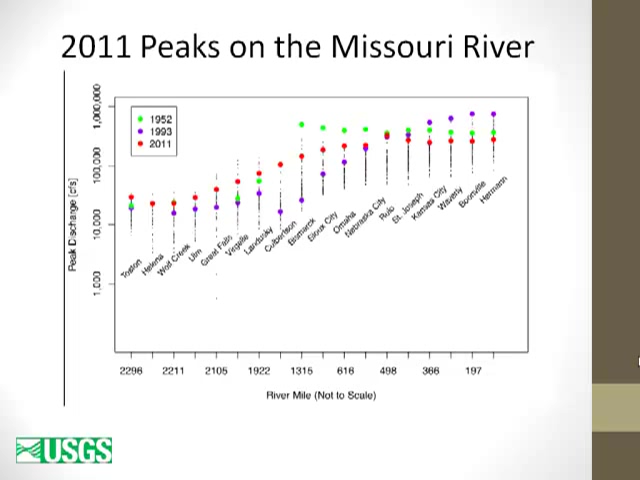 2011 Peaks on the Missouri River
1952
1993
2011
1,000,000
100,000
10,000
1,000
Peak Discharge [cfs]
Toston
Helena
Wolf Creek
Ulm
Great Falls
Virgelle
Landusky
Culbertson
Bismarck
Sioux City
Omaha
Nebraska City
Rulo
St. Joseph
Kansas City
Waverly
Boonville
Hermann
2296 2211 2105 1922 1315 616 498 366 197
River Mile (Not to Scale)
USGS